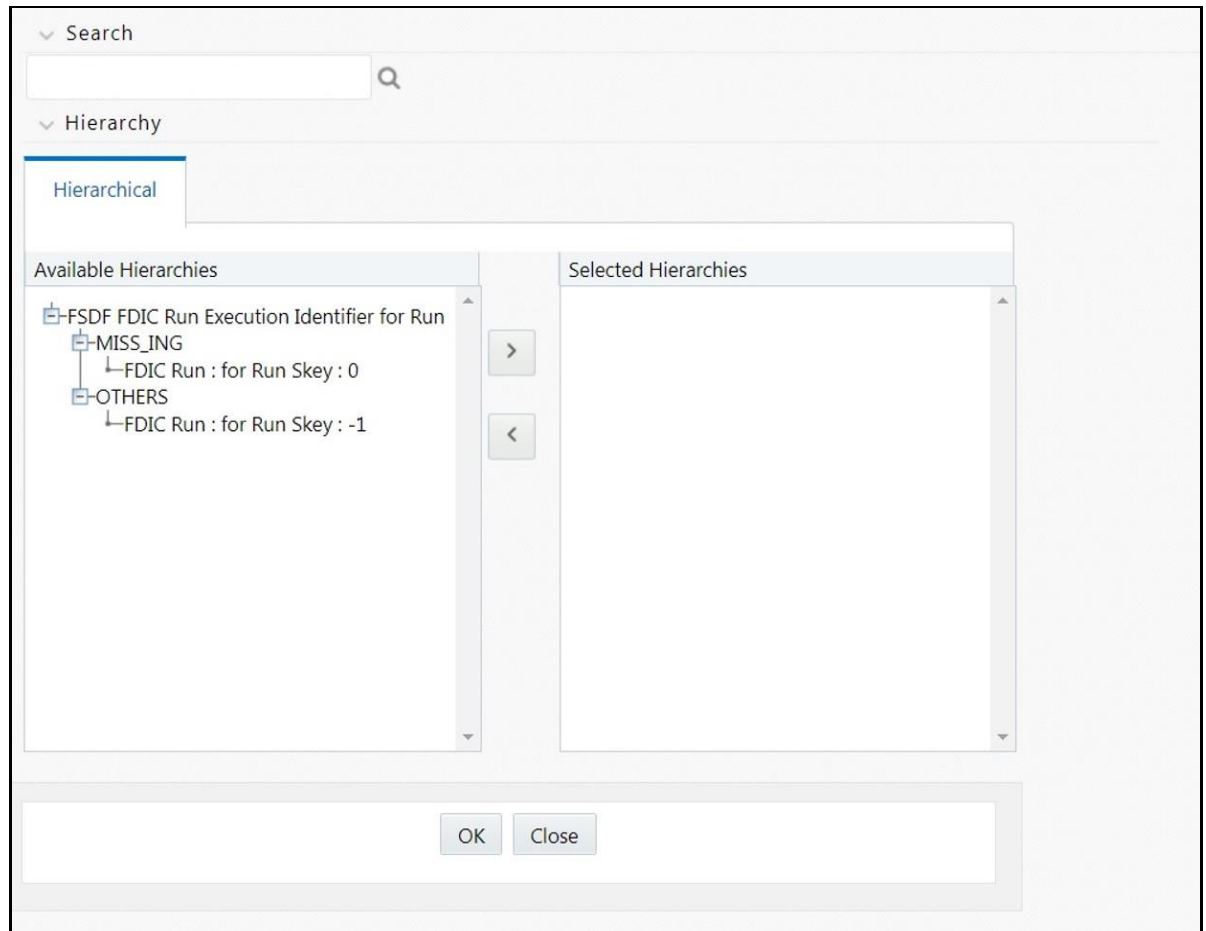 Search
Hierarchy
Hierarchical
Available Hierarchies
Selected Hierarchies
FSDF FDIC Run Execution Identifier for Run
MISS_ING
FDIC Run : for Run Skey : 0
OTHERS
FDIC Run : for Run Skey : -1
OK
Close